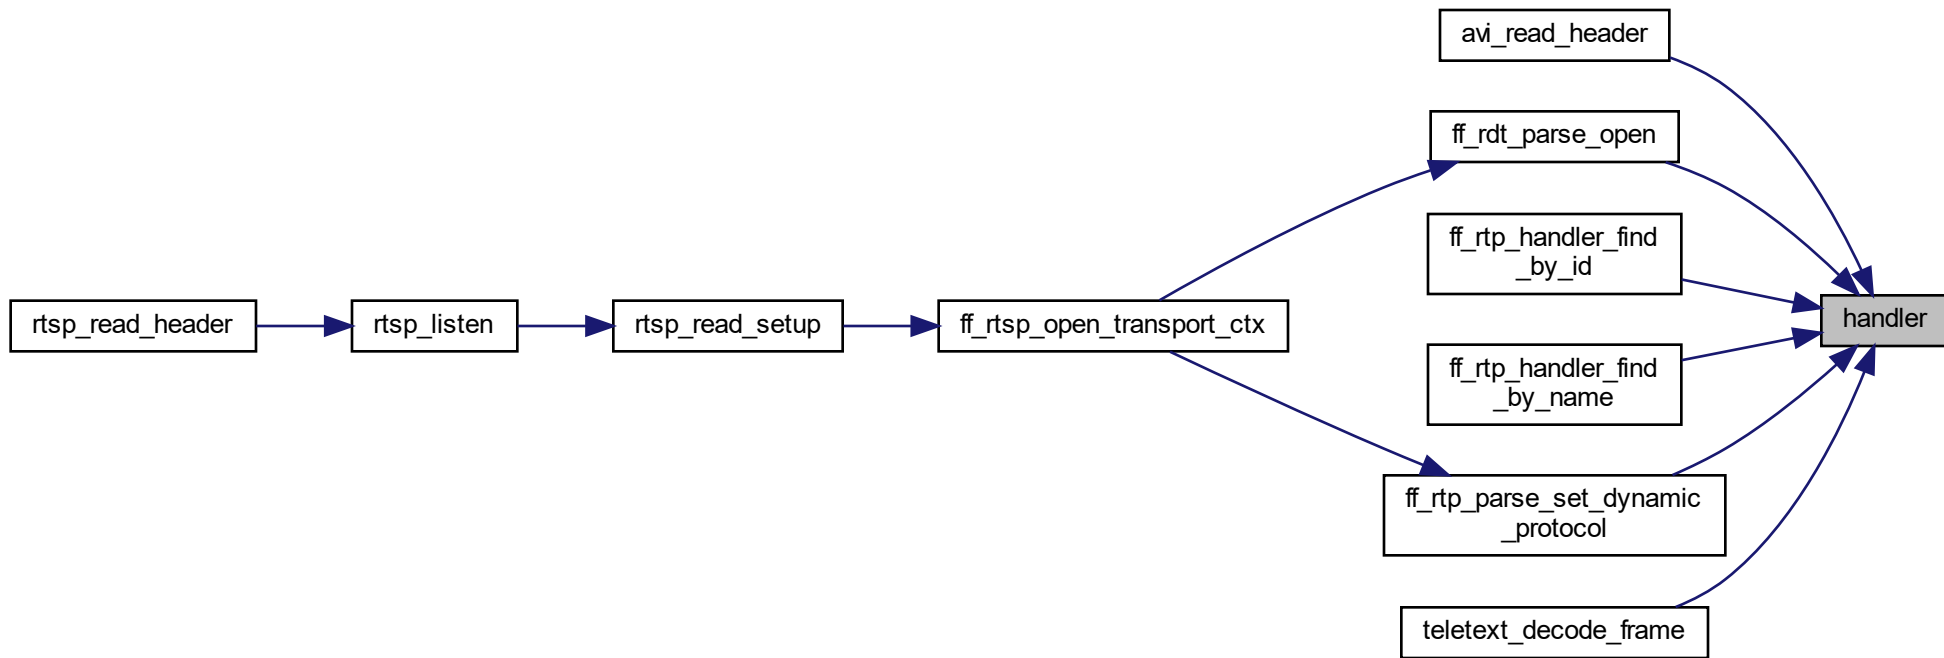 avi_read_header
ff_rdt_parse_open
ff_rtp_handler_find
_by_id
handler
rtsp_read_header
rtsp_listen
rtsp_read_setup
ff_rtsp_open_transport_ctx
ff_rtp_handler_find
_by_name
ff_rtp_parse_set_dynamic
_protocol
teletext_decode_frame